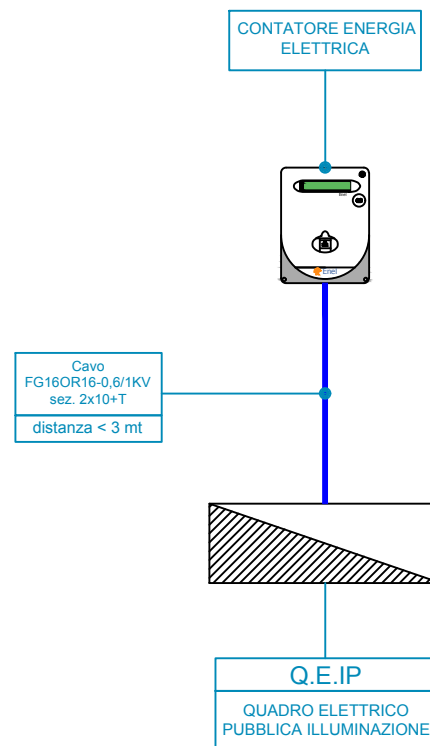 CONTATORE ENERGIA
ELETTRICA
Enel
Cavo
FG16OR16-0,6/1KV
sez. 2x10+T
distanza < 3 mt
Q.E.IP
QUADRO ELETTRICO
PUBBLICA ILLUMINAZIONE